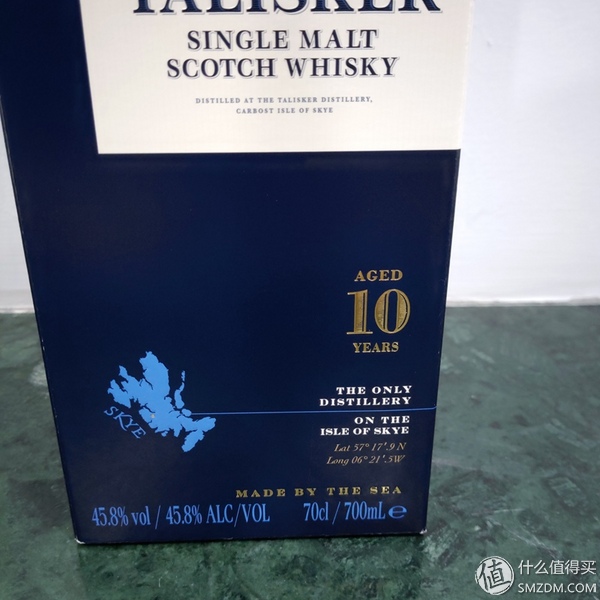 TALISKER
SINGLE MALT
SCOTCH WHISKY
DISTILLED AT THE TALISKER DISTILLERY,
CARBOST ISLE OF SKYE
AGED
10
YEARS
THE ONLY
DISTILLERY
ON THE
ISLE OF SKYE
Lat 57° 17'.9 N
Long 06° 21'.5W
SKYE
MADE BY THE SEA
45.8% vol / 45.8% ALC/VOL 70cl / 700mL e
值 什么值得买
SMZDM.COM